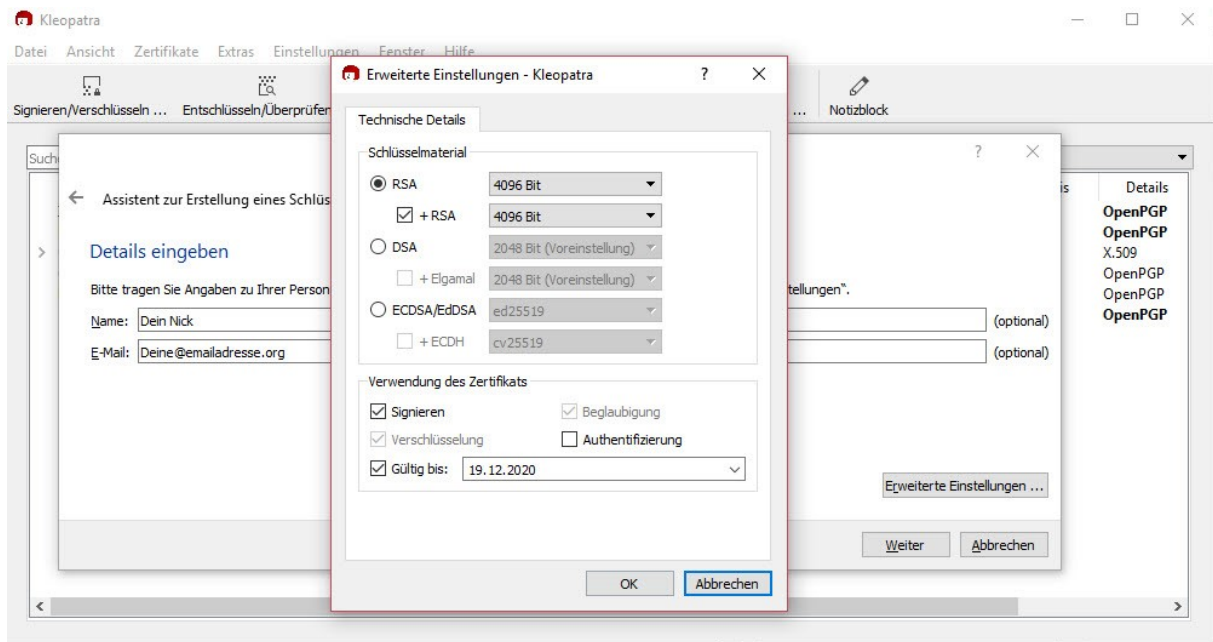 Kleopatra
Datei Ansicht Zertifikate Extras Einstellungen Fenster Hilfe
Signieren/Verschlüsseln ... Entschlüsseln/Überprüfen ... Notizblock
Erweiterte Einstellungen - Kleopatra ?
Technische Details
Schlüsselmaterial
RSA 4096 Bit
+ RSA 4096 Bit
DSA 2048 Bit (Voreinstellung)
+ Elgamal 2048 Bit (Voreinstellung)
ECDSA/EdDSA ed25519
+ ECDH cv25519
Verwendung des Zertifikats
Signieren Beglaubigung
Verschlüsselung Authentifizierung
Gültig bis: 19.12.2020
OK Abbrechen
Such
?
Assistent zur Erstellung eines Schlüs
Details eingeben
Bitte tragen Sie Angaben zu Ihrer Person tellungen“.
Name: Dein Nick (optional)
E-Mail: Deine@emailadresse.org (optional)
Erweiterte Einstellungen ...
Weiter Abbrechen
is Details
OpenPGP
OpenPGP
X.509
OpenPGP
OpenPGP
OpenPGP